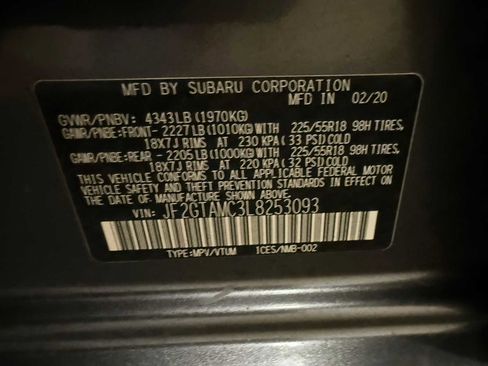 MFD BY SUBARU CORPORATION
MFD IN 02/20
GVWR/PNBV: 4343LB (1970KG)
GAWR/PNBE:FRONT- 2227LB (1010KG)WITH 225/55R18 98H TIRES,
18X7J RIMS AT 230 KPA (33 PSI)COLD
GAWR/PNBE:REAR - 2205LB (1000KG)WITH 225/55R18 98H TIRES,
18X7J RIMS AT 220 KPA (32 PSI)COLD
THIS VEHICLE CONFORMS TO ALL APPLICABLE FEDERAL MOTOR
VEHICLE SAFETY AND THEFT PREVENTION STANDARDS IN EFFECT ON
THE DATE OF MANUFACTURE SHOWN ABOVE.
VIN: JF2GTAMC3L8253093
TYPE:MPV/VTUM 1CES/NMB-002